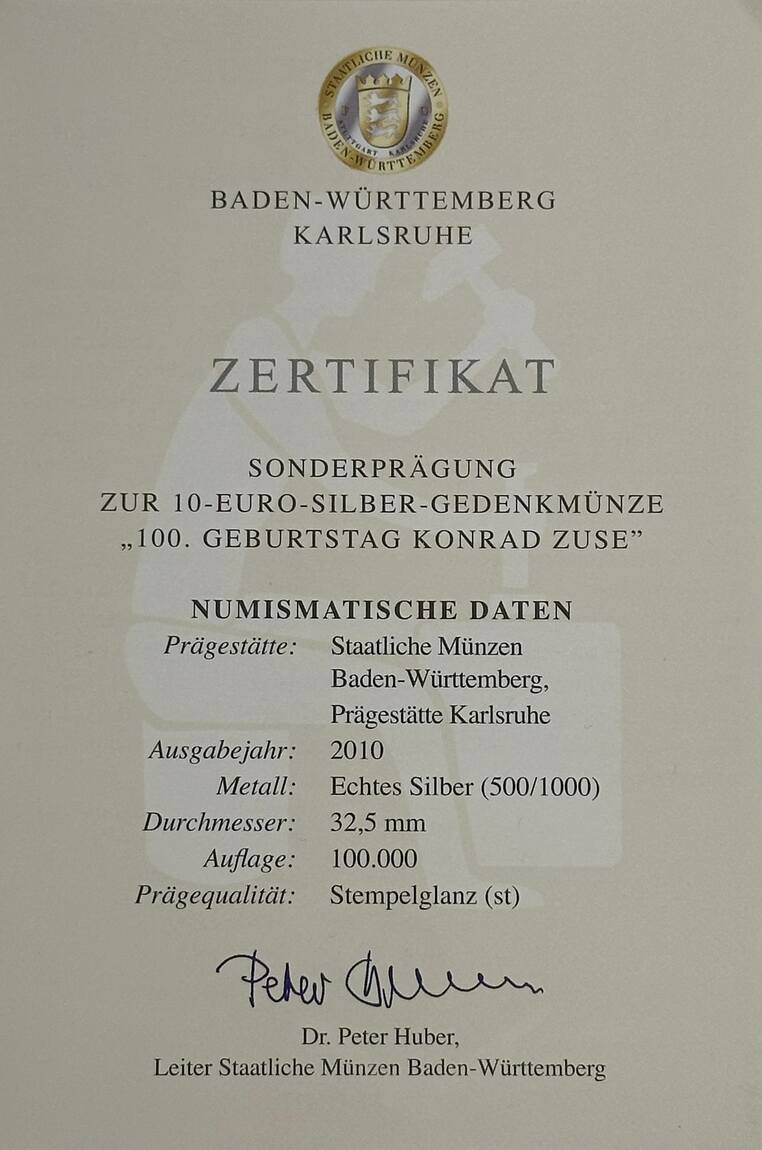 STAATLICHE MÜNZEN
BADEN-WÜRTTEMBERG
STUTTGART KARLSRUHE
BADEN-WÜRTTEMBERG
KARLSRUHE
ZERTIFIKAT
SONDERPRÄGUNG
ZUR 10-EURO-SILBER-GEDENKMÜNZE
„100. GEBURTSTAG KONRAD ZUSE”
NUMISMATISCHE DATEN
Prägestätte: Staatliche Münzen
Baden-Württemberg,
Prägestätte Karlsruhe
Ausgabejahr: 2010
Metall: Echtes Silber (500/1000)
Durchmesser: 32,5 mm
Auflage: 100.000
Prägequalität: Stempelglanz (st)
Peter
Dr. Peter Huber,
Leiter Staatliche Münzen Baden-Württemberg